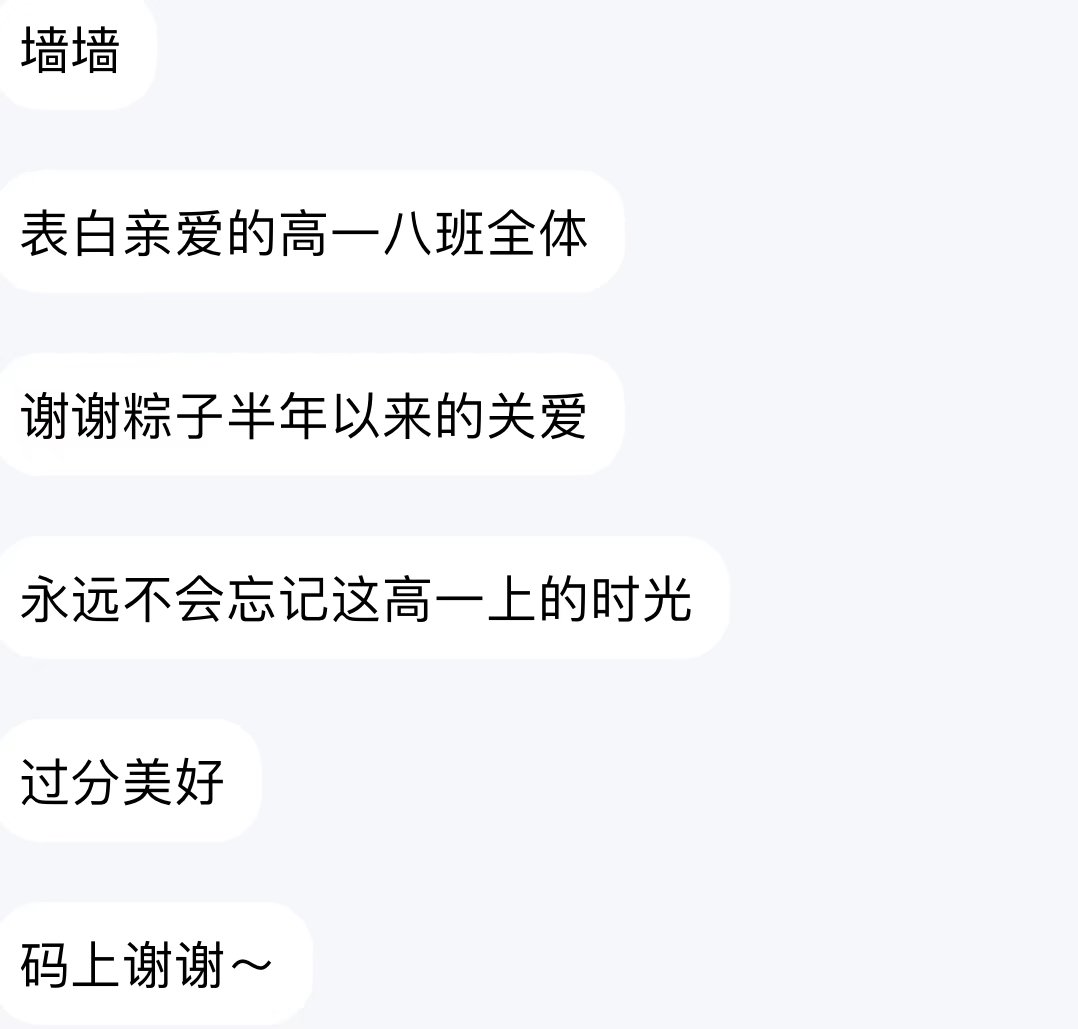 墙墙
表白亲爱的高一八班全体
谢谢粽子半年以来的关爱
永远不会忘记这高一上的时光
过分美好
码上谢谢～